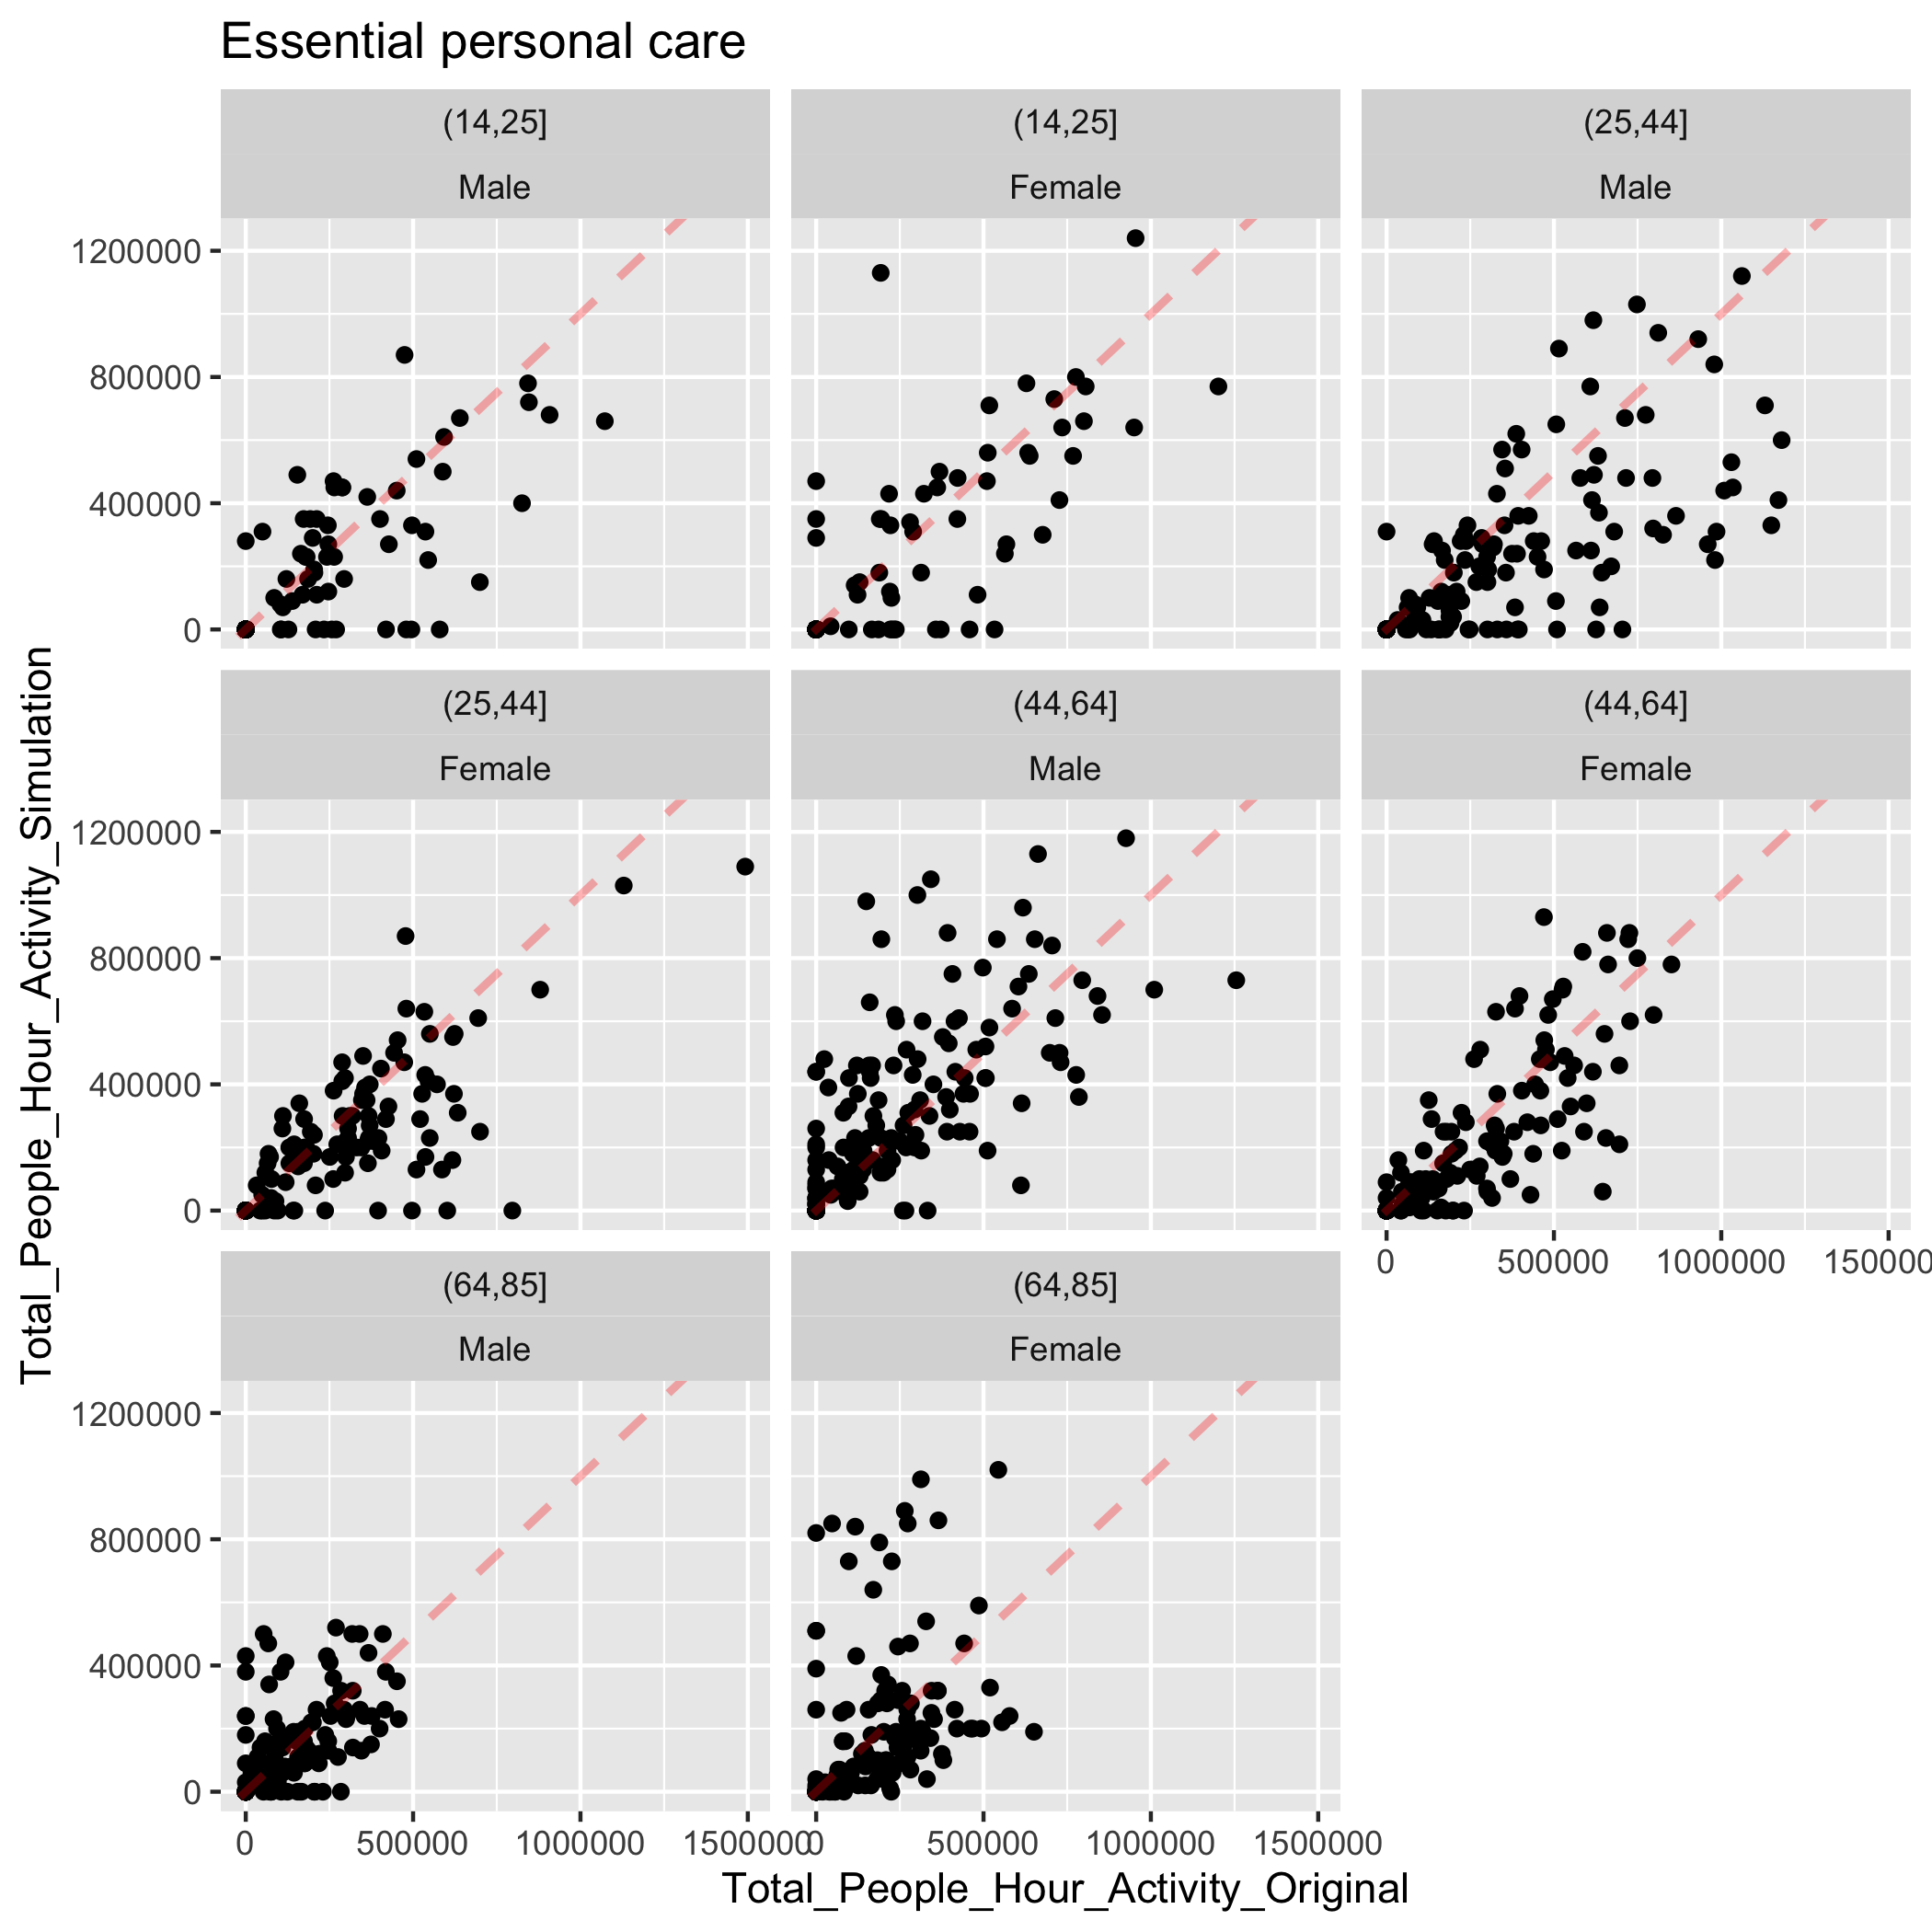 Essential personal care
(14,25]
(14,25]
(25,44]
Male
Female
Male
1200000
800000
400000
0
(25,44]
(44,64]
(44,64]
Female
Male
Female
1200000
800000
400000
0
0
500000
1000000
150000
(64,85]
(64,85]
Male
Female
1200000
800000
400000
0
0
500000
1000000
1500000
0
500000
1000000
1500000
Total_People_Hour_Activity_Simulation
Total_People_Hour_Activity_Original